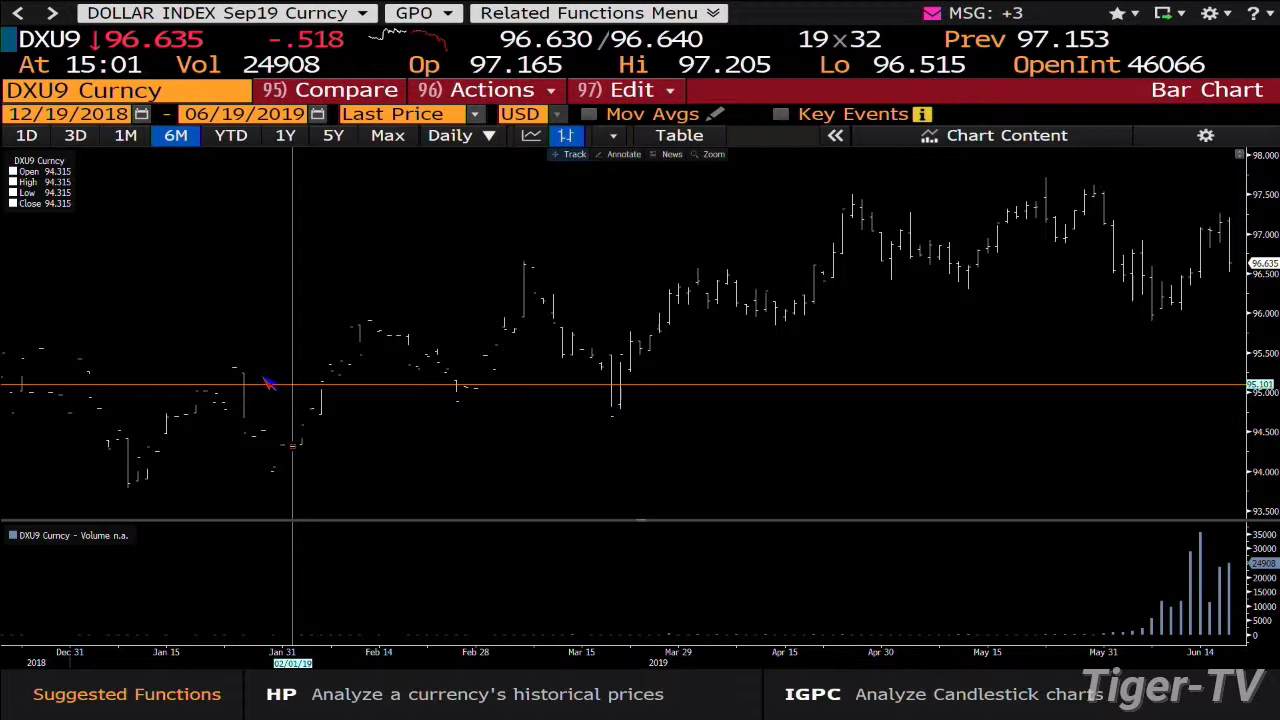 DOLLAR INDEX Sep19 Curncy GPO Related Functions Menu MSG: +3
DXU9 ↓96.635 -.518 96.630/96.640 19x32 Prev 97.153
At 15:01 Vol 24908 Op 97.165 Hi 97.205 Lo 96.515 OpenInt 46066
DXU9 Curncy 95) Compare 96) Actions 97) Edit Bar Chart
12/19/2018 - 06/19/2019 Last Price USD Mov Avgs Key Events
1D 3D 1M 6M YTD 1Y 5Y Max Daily ▼ Table « Chart Content
Track Annotate News Zoom
DXU9 Curncy
Open 94.315
High 94.315
Low 94.315
Close 94.315
98.000
97.500
97.000
96.635
96.500
96.000
95.500
95.101
95.000
94.500
94.000
93.500
DXU9 Curncy - Volume n.a.
35000
30000
24908
20000
15000
10000
5000
0
Dec 31 Jan 15 Jan 31 Feb 14 Feb 28 Mar 15 Mar 29 Apr 15 Apr 30 May 15 May 31 Jun 14
2018 02/01/19 2019
Suggested Functions HP Analyze a currency's historical prices IGPC Analyze Candlestick charts
Tiger-TV